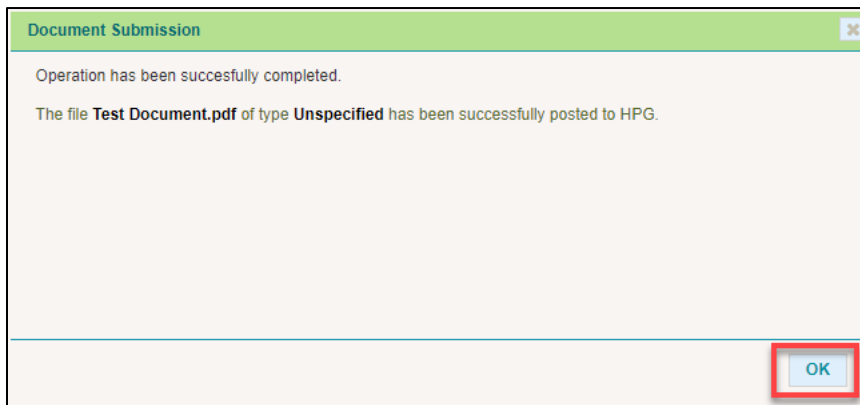 Document Submission
Operation has been succesfully completed.
The file Test Document.pdf of type Unspecified has been successfully posted to HPG.
OK